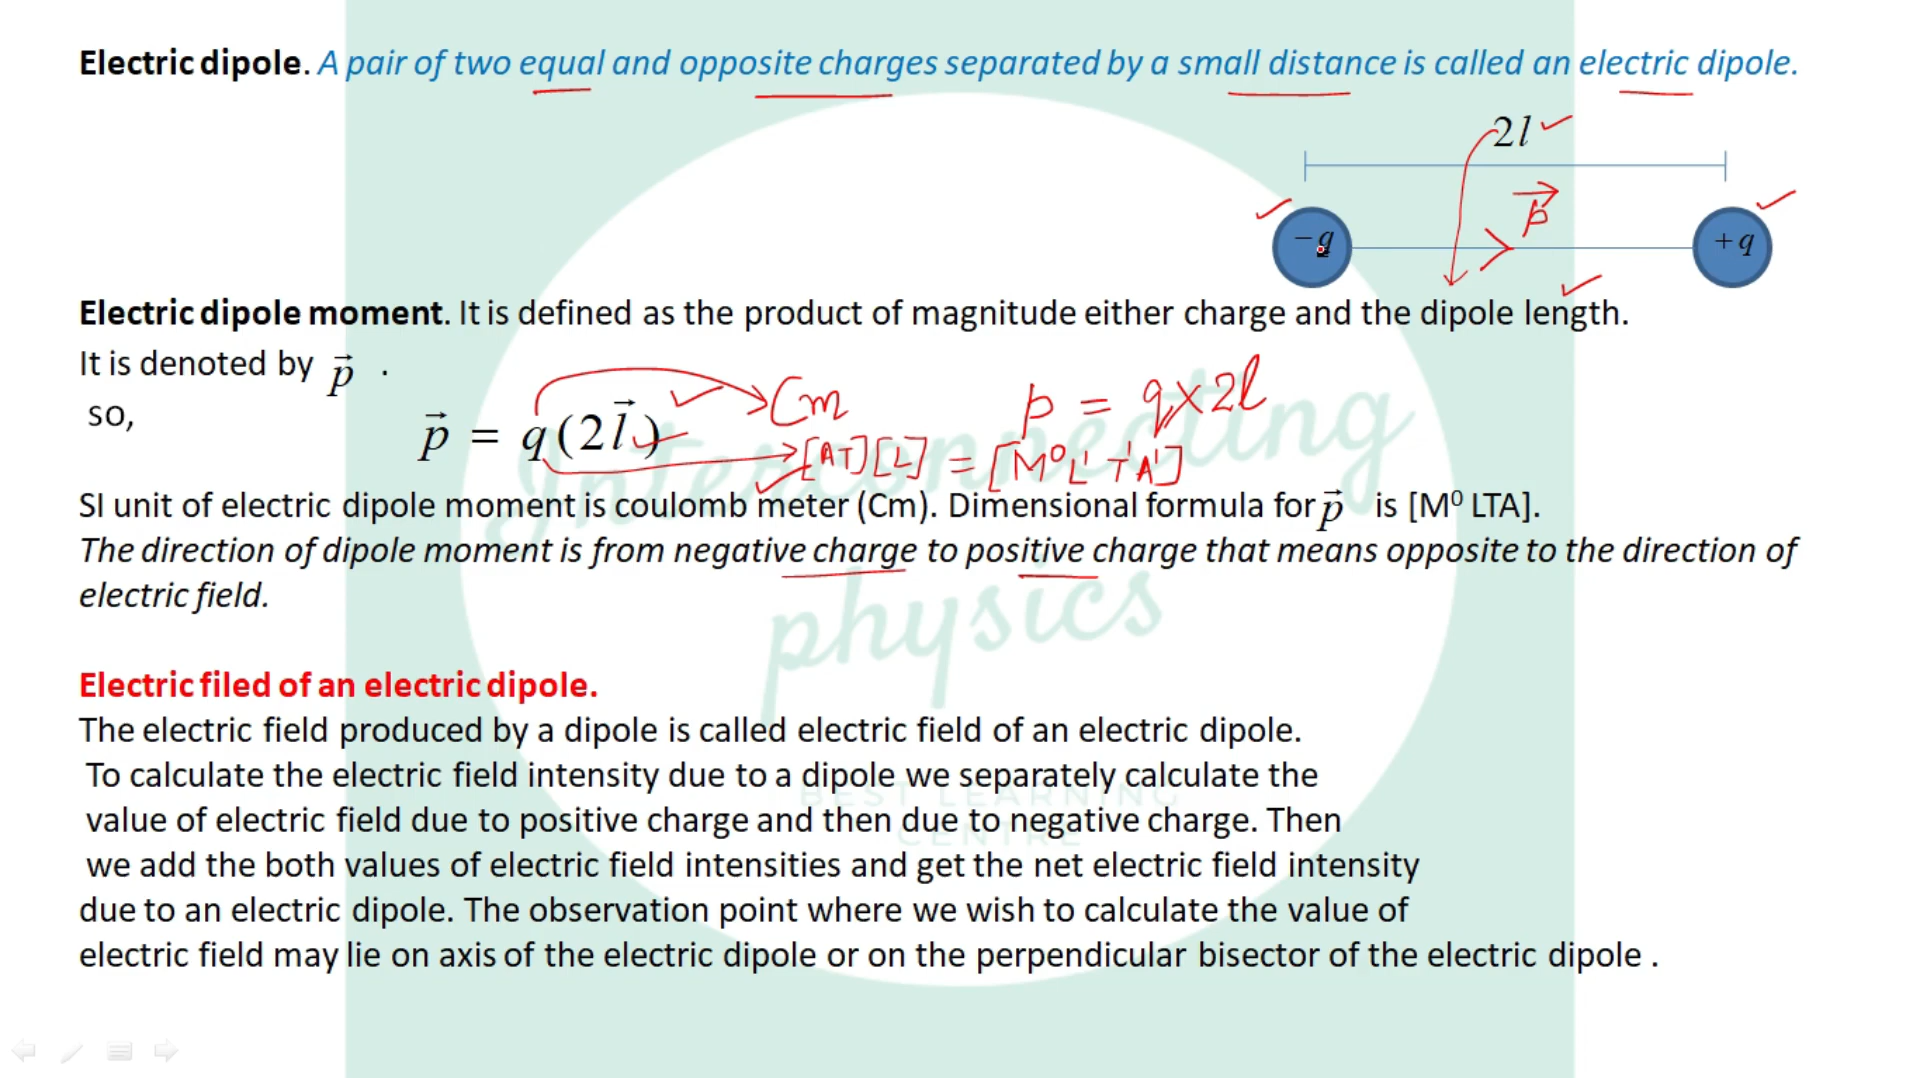 Electric dipole. A pair of two equal and opposite charges separated by a small distance is called an electric dipole.
2l
p
−q
+q
Electric dipole moment. It is defined as the product of magnitude either charge and the dipole length.
It is denoted by p⃗ .
so,
p⃗ = q(2l⃗)
Cm
p = q×2l
[AT][L] = [M⁰L¹T¹A¹]
SI unit of electric dipole moment is coulomb meter (Cm). Dimensional formula for p⃗ is [M⁰ LTA].
The direction of dipole moment is from negative charge to positive charge that means opposite to the direction of
electric field.
Electric filed of an electric dipole.
The electric field produced by a dipole is called electric field of an electric dipole.
To calculate the electric field intensity due to a dipole we separately calculate the
value of electric field due to positive charge and then due to negative charge. Then
we add the both values of electric field intensities and get the net electric field intensity
due to an electric dipole. The observation point where we wish to calculate the value of
electric field may lie on axis of the electric dipole or on the perpendicular bisector of the electric dipole .
Interconnecting
physics
BEST LEARNING
CENTRE